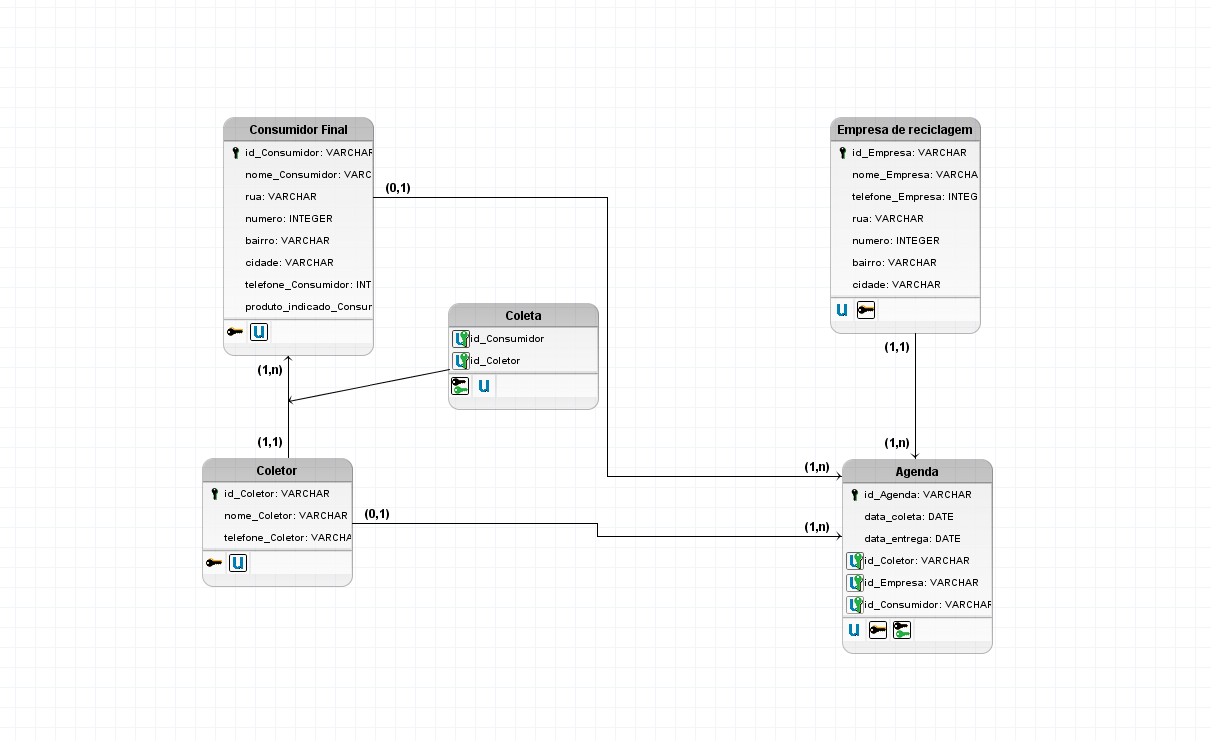 Consumidor Final
id_Consumidor: VARCHAR
nome_Consumidor: VARC
rua: VARCHAR
numero: INTEGER
bairro: VARCHAR
cidade: VARCHAR
telefone_Consumidor: INT
produto_indicado_Consur
(0,1)
(1,n)
(1,1)
Empresa de reciclagem
id_Empresa: VARCHAR
nome_Empresa: VARCHA
telefone_Empresa: INTEG
rua: VARCHAR
numero: INTEGER
bairro: VARCHAR
cidade: VARCHAR
(1,1)
(1,n)
Coleta
id_Consumidor
id_Coletor
Coletor
id_Coletor: VARCHAR
nome_Coletor: VARCHAR
telefone_Coletor: VARCHA
(0,1)
(1,n)
(1,n)
Agenda
id_Agenda: VARCHAR
data_coleta: DATE
data_entrega: DATE
id_Coletor: VARCHAR
id_Empresa: VARCHAR
id_Consumidor: VARCHAR